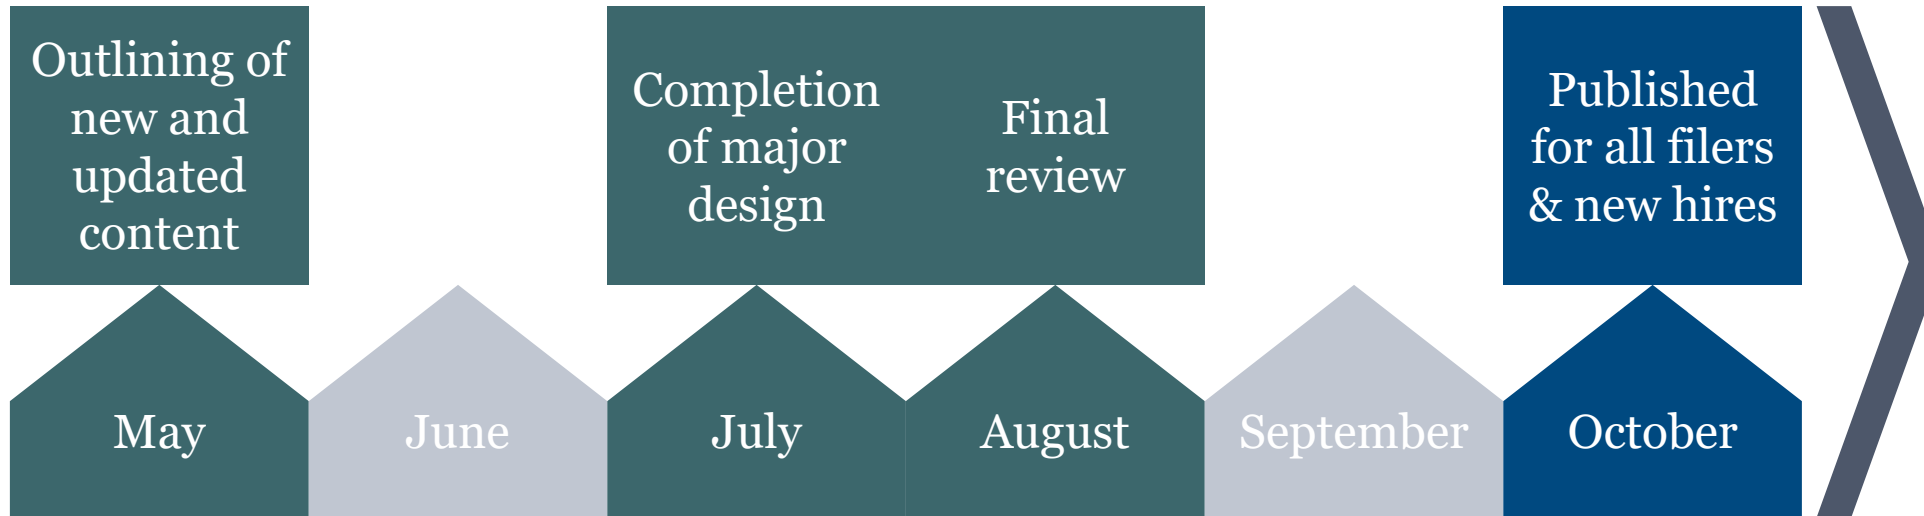 Outlining of
new and
updated
content
Completion
of major
design
Final
review
Published
for all filers
& new hires
May
June
July
August
September
October